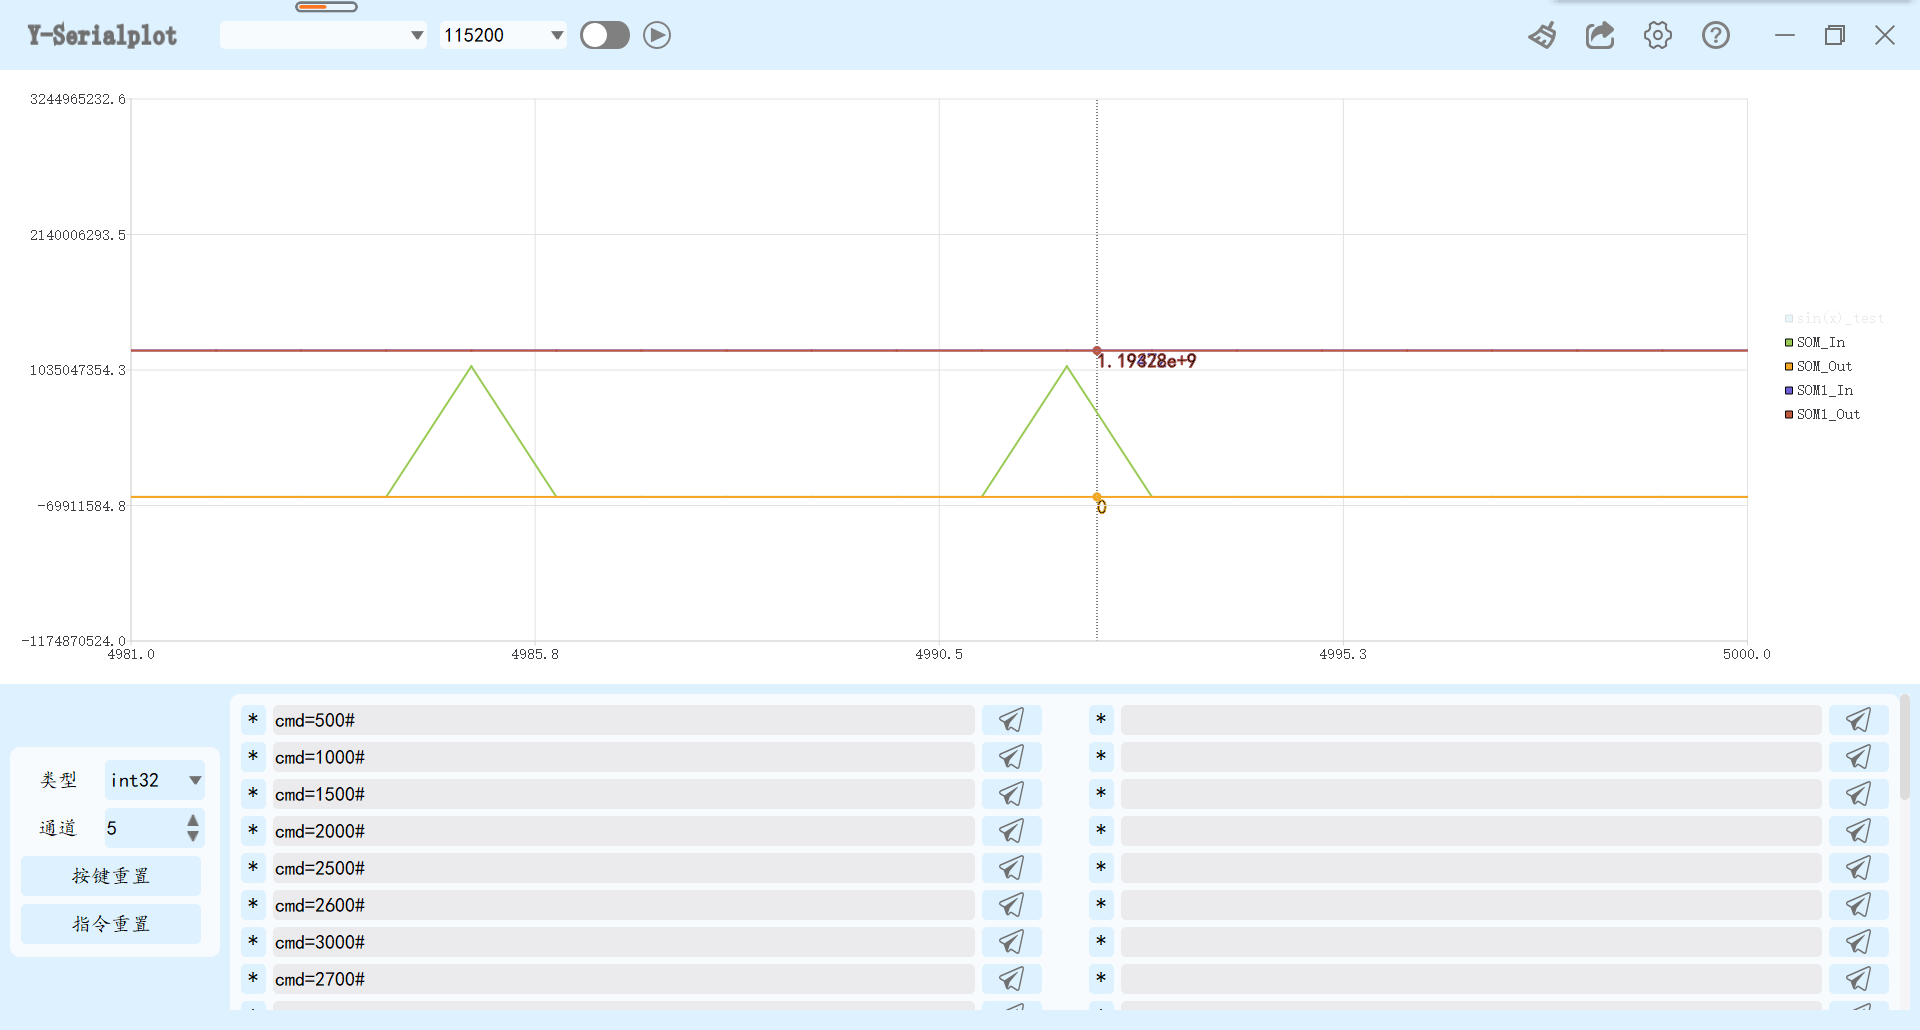 Y-Serialplot
115200
3244965232.6
2140006293.5
1035047354.3
-69911584.8
-1174870524.0
4981.0
4985.8
4990.5
4995.3
5000.0
0
sin(x)_test
SOM_In
SOM_Out
SOM1_In
SOM1_Out
类型
int32
通道
5
按键重置
指令重置
* cmd=500#
*
* cmd=1000#
*
* cmd=1500#
*
* cmd=2000#
*
* cmd=2500#
*
* cmd=2600#
*
* cmd=3000#
*
* cmd=2700#
*